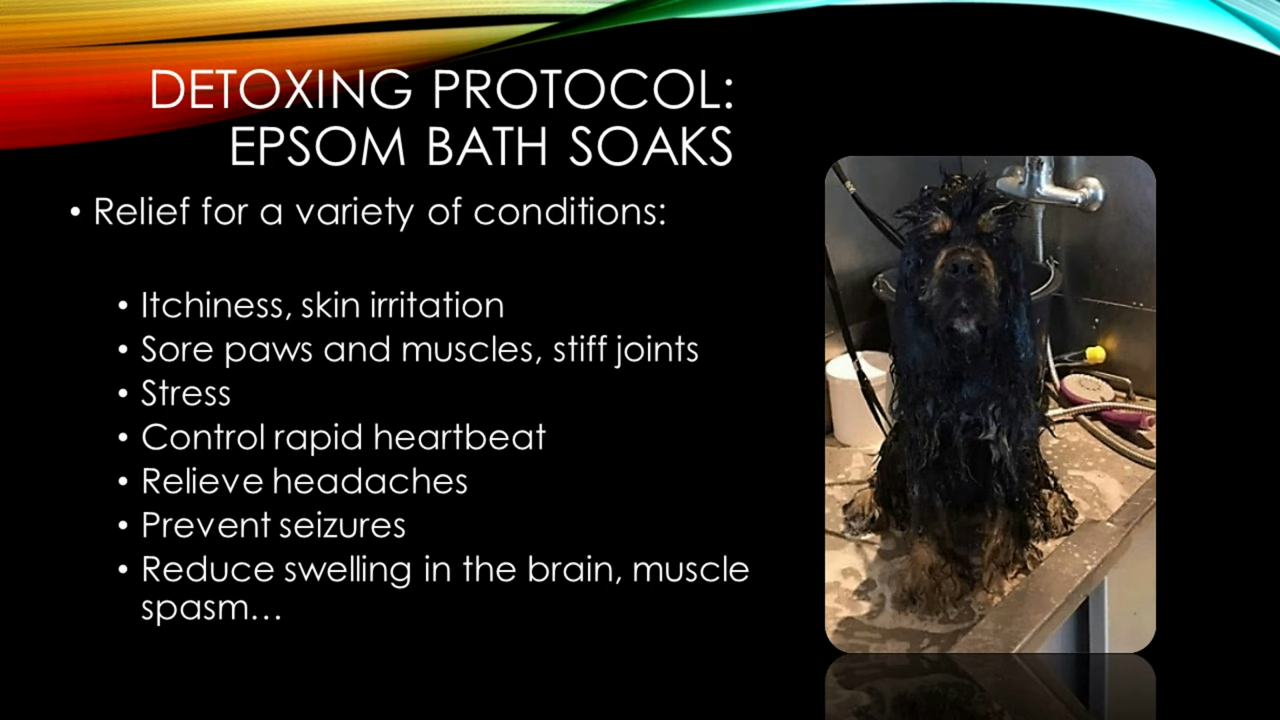 DETOXING PROTOCOL:
EPSOM BATH SOAKS
• Relief for a variety of conditions:
• Itchiness, skin irritation
• Sore paws and muscles, stiff joints
• Stress
• Control rapid heartbeat
• Relieve headaches
• Prevent seizures
• Reduce swelling in the brain, muscle
spasm…